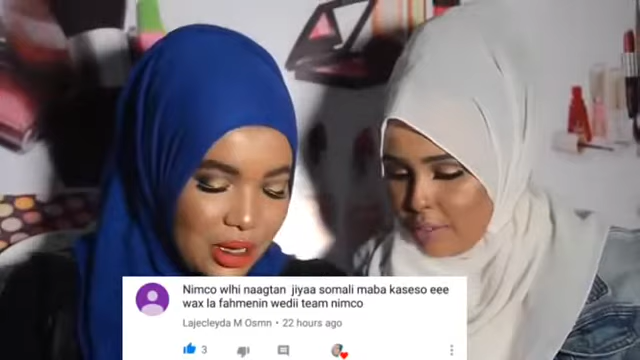 Nimco wlhi naagtan jiyaa somali maba kaseso eee
wax la fahmenin wedii team nimco
Lajecleyda M Osmn • 22 hours ago
3